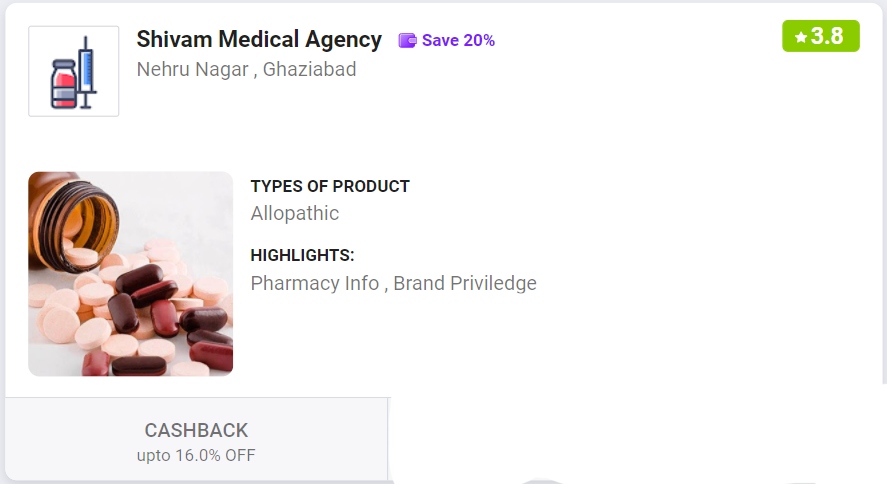 Shivam Medical Agency Save 20% 3.8
Nehru Nagar , Ghaziabad
TYPES OF PRODUCT
Allopathic
HIGHLIGHTS:
Pharmacy Info , Brand Priviledge
CASHBACK
upto 16.0% OFF